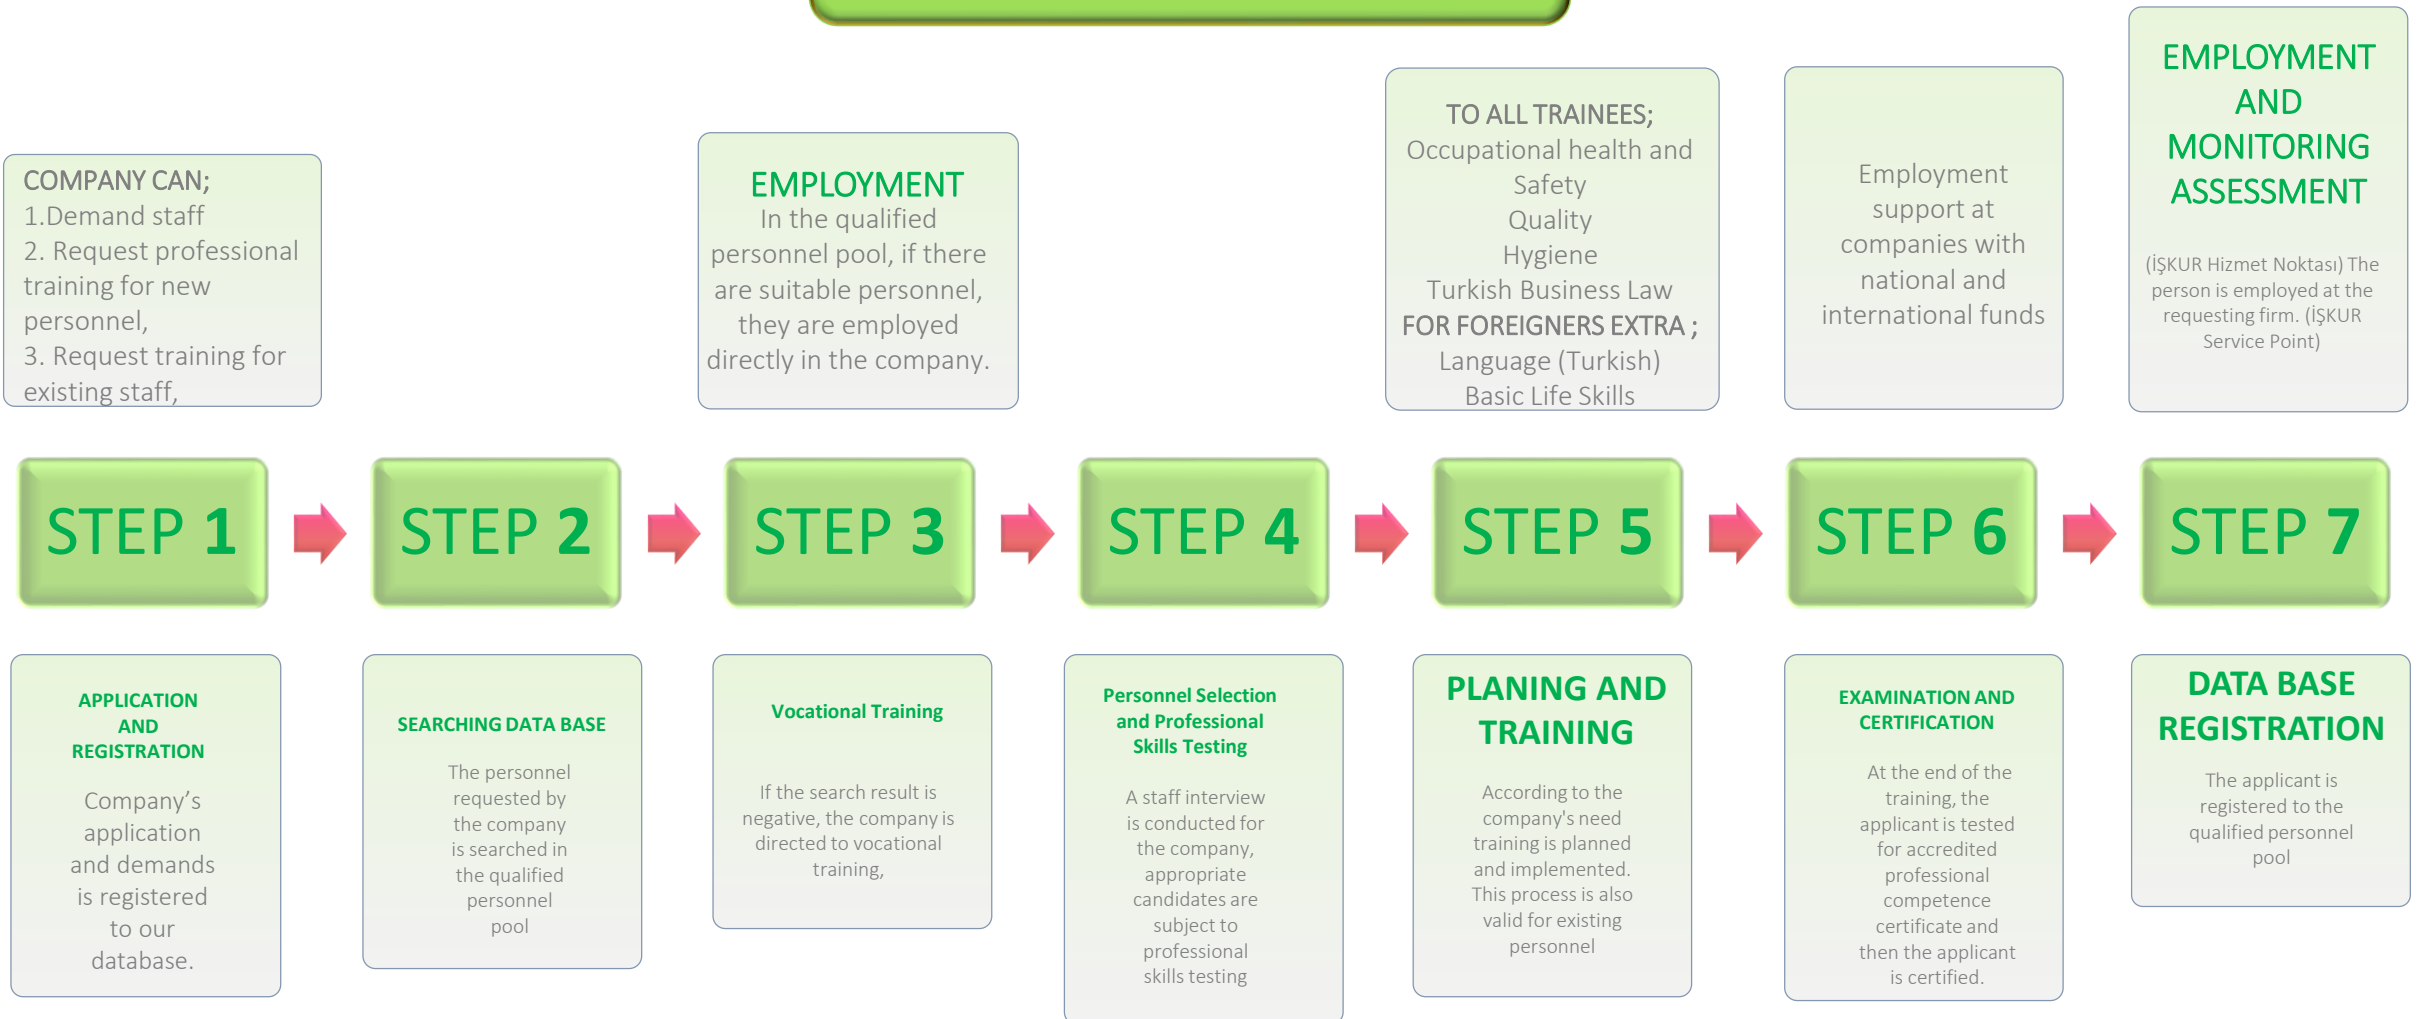 COMPANY CAN;
1.Demand staff
2. Request professional
training for new
personnel,
3. Request training for
existing staff,
EMPLOYMENT
In the qualified
personnel pool, if there
are suitable personnel,
they are employed
directly in the company.
TO ALL TRAINEES;
Occupational health and
Safety
Quality
Hygiene
Turkish Business Law
FOR FOREIGNERS EXTRA ;
Language (Turkish)
Basic Life Skills
Employment
support at
companies with
national and
international funds
EMPLOYMENT
AND
MONITORING
ASSESSMENT
(İŞKUR Hizmet Noktası) The
person is employed at the
requesting firm. (İŞKUR
Service Point)
STEP 1
STEP 2
STEP 3
STEP 4
STEP 5
STEP 6
STEP 7
APPLICATION
AND
REGISTRATION
Company’s
application
and demands
is registered
to our
database.
SEARCHING DATA BASE
The personnel
requested by
the company
is searched in
the qualified
personnel
pool
Vocational Training
If the search result is
negative, the company is
directed to vocational
training,
Personnel Selection
and Professional
Skills Testing
A staff interview
is conducted for
the company,
appropriate
candidates are
subject to
professional
skills testing
PLANING AND
TRAINING
According to the
company's need
training is planned
and implemented.
This process is also
valid for existing
personnel
EXAMINATION AND
CERTIFICATION
At the end of the
training, the
applicant is tested
for accredited
professional
competence
certificate and
then the applicant
is certified.
DATA BASE
REGISTRATION
The applicant is
registered to the
qualified personnel
pool